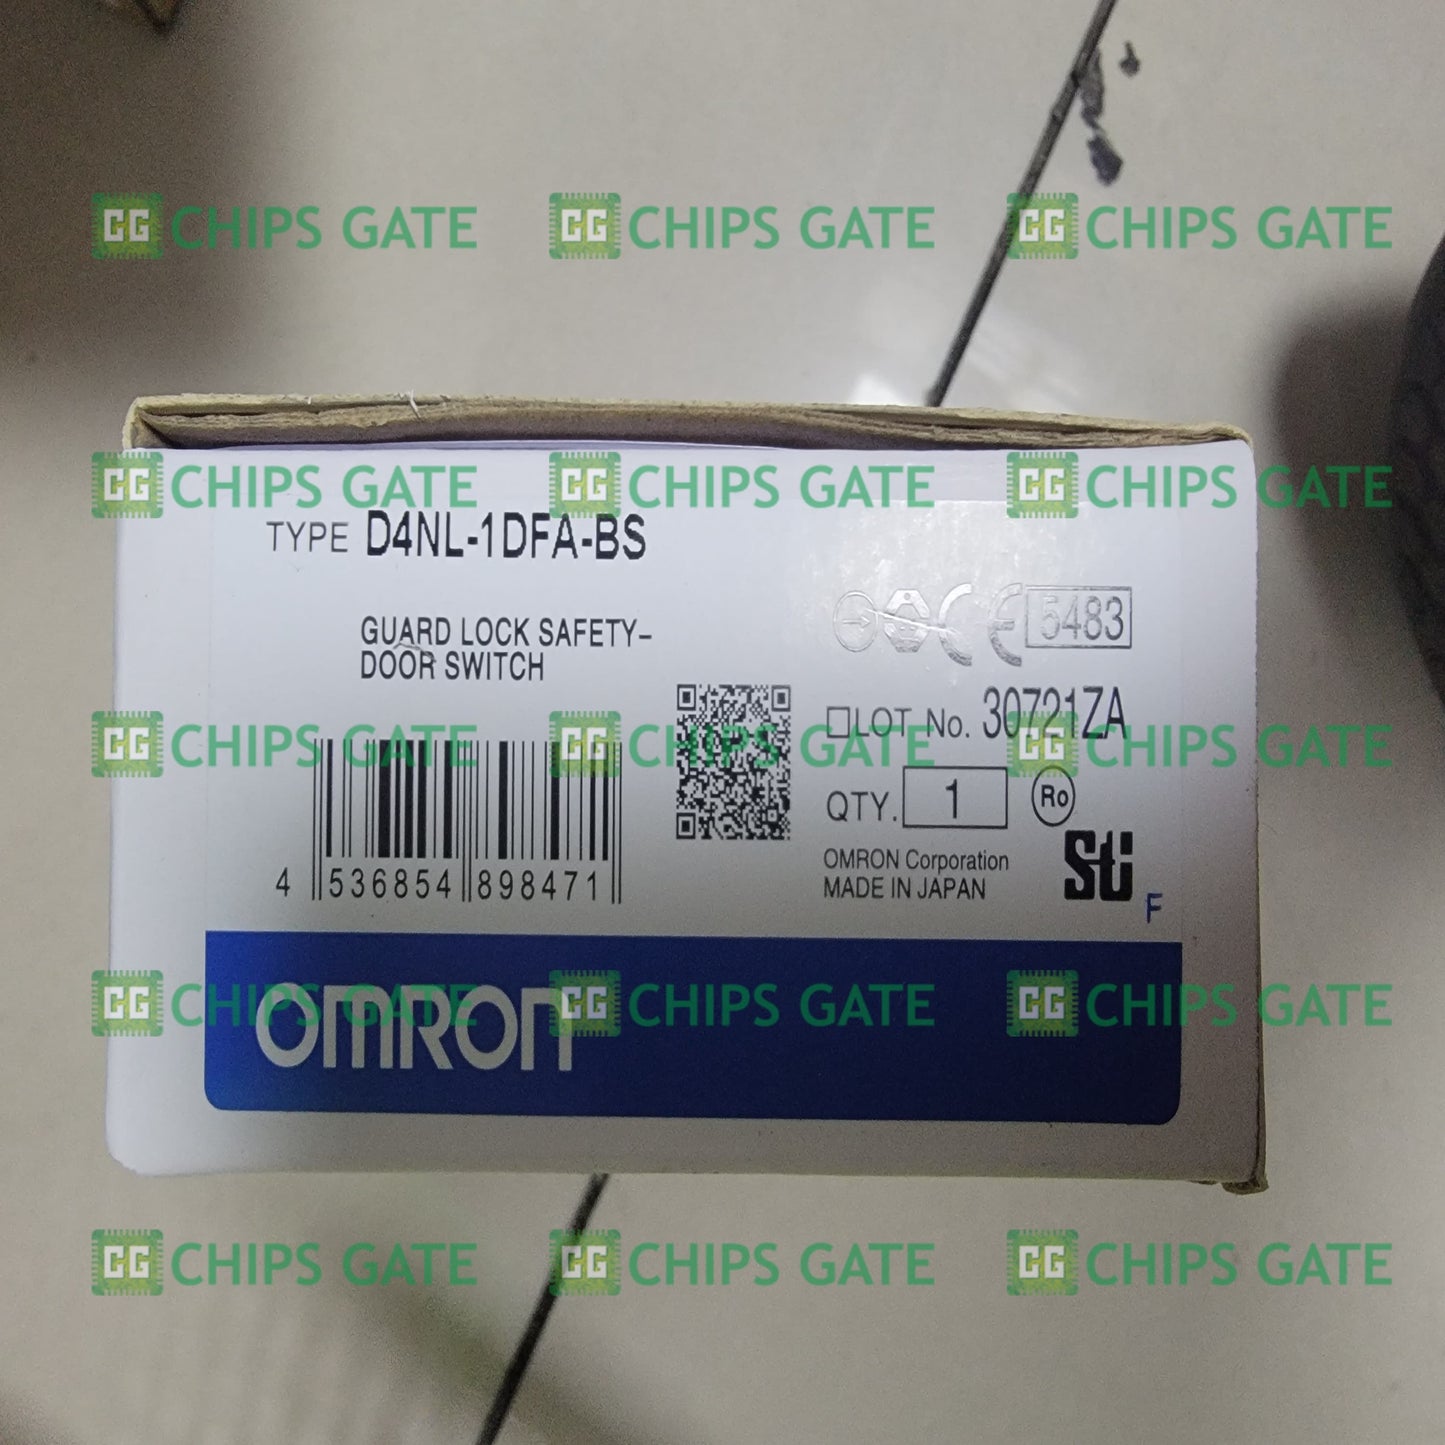 CG CHIPS GATE CG CHIPS GATE CG CHIPS GATE
CG CHIPS GATE CG CHIPS GATE CG CHIPS GATE
TYPE D4NL-1DFA-BS
GUARD LOCK SAFETY-
DOOR SWITCH
CE 5483
LOT No. 30721ZA
CG CHIPS GATE CG CHIPS GATE CG CHIPS GATE
QTY. 1 Ro
OMRON Corporation
MADE IN JAPAN
Sti
F
4 536854 898471
CG CHIPS GATE CG CHIPS GATE CG CHIPS GATE
OMRON
CG CHIPS GATE CG CHIPS GATE CG CHIPS GATE